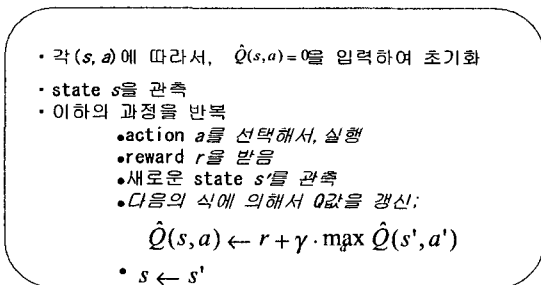 · 각(s, a)에 따라서, Q̂(s,a)=0을 입력하여 초기화
· state s을 관측
· 이하의 과정을 반복
●action a를 선택해서, 실행
●reward r을 받음
●새로운 state s'를 관측
●다음의 식에 의해서 Q값을 갱신:
Q̂(s,a) ← r + γ · max Q̂(s',a')
• s ← s'